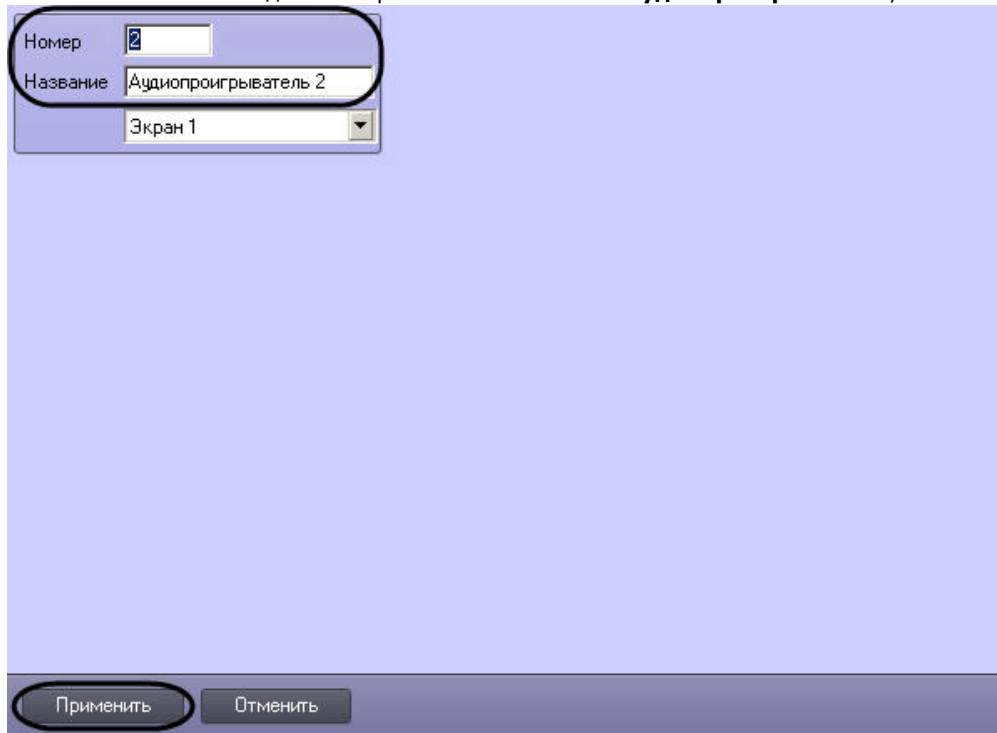 Номер 2
Название Аудиопроигрыватель 2
Экран 1
Применить Отменить